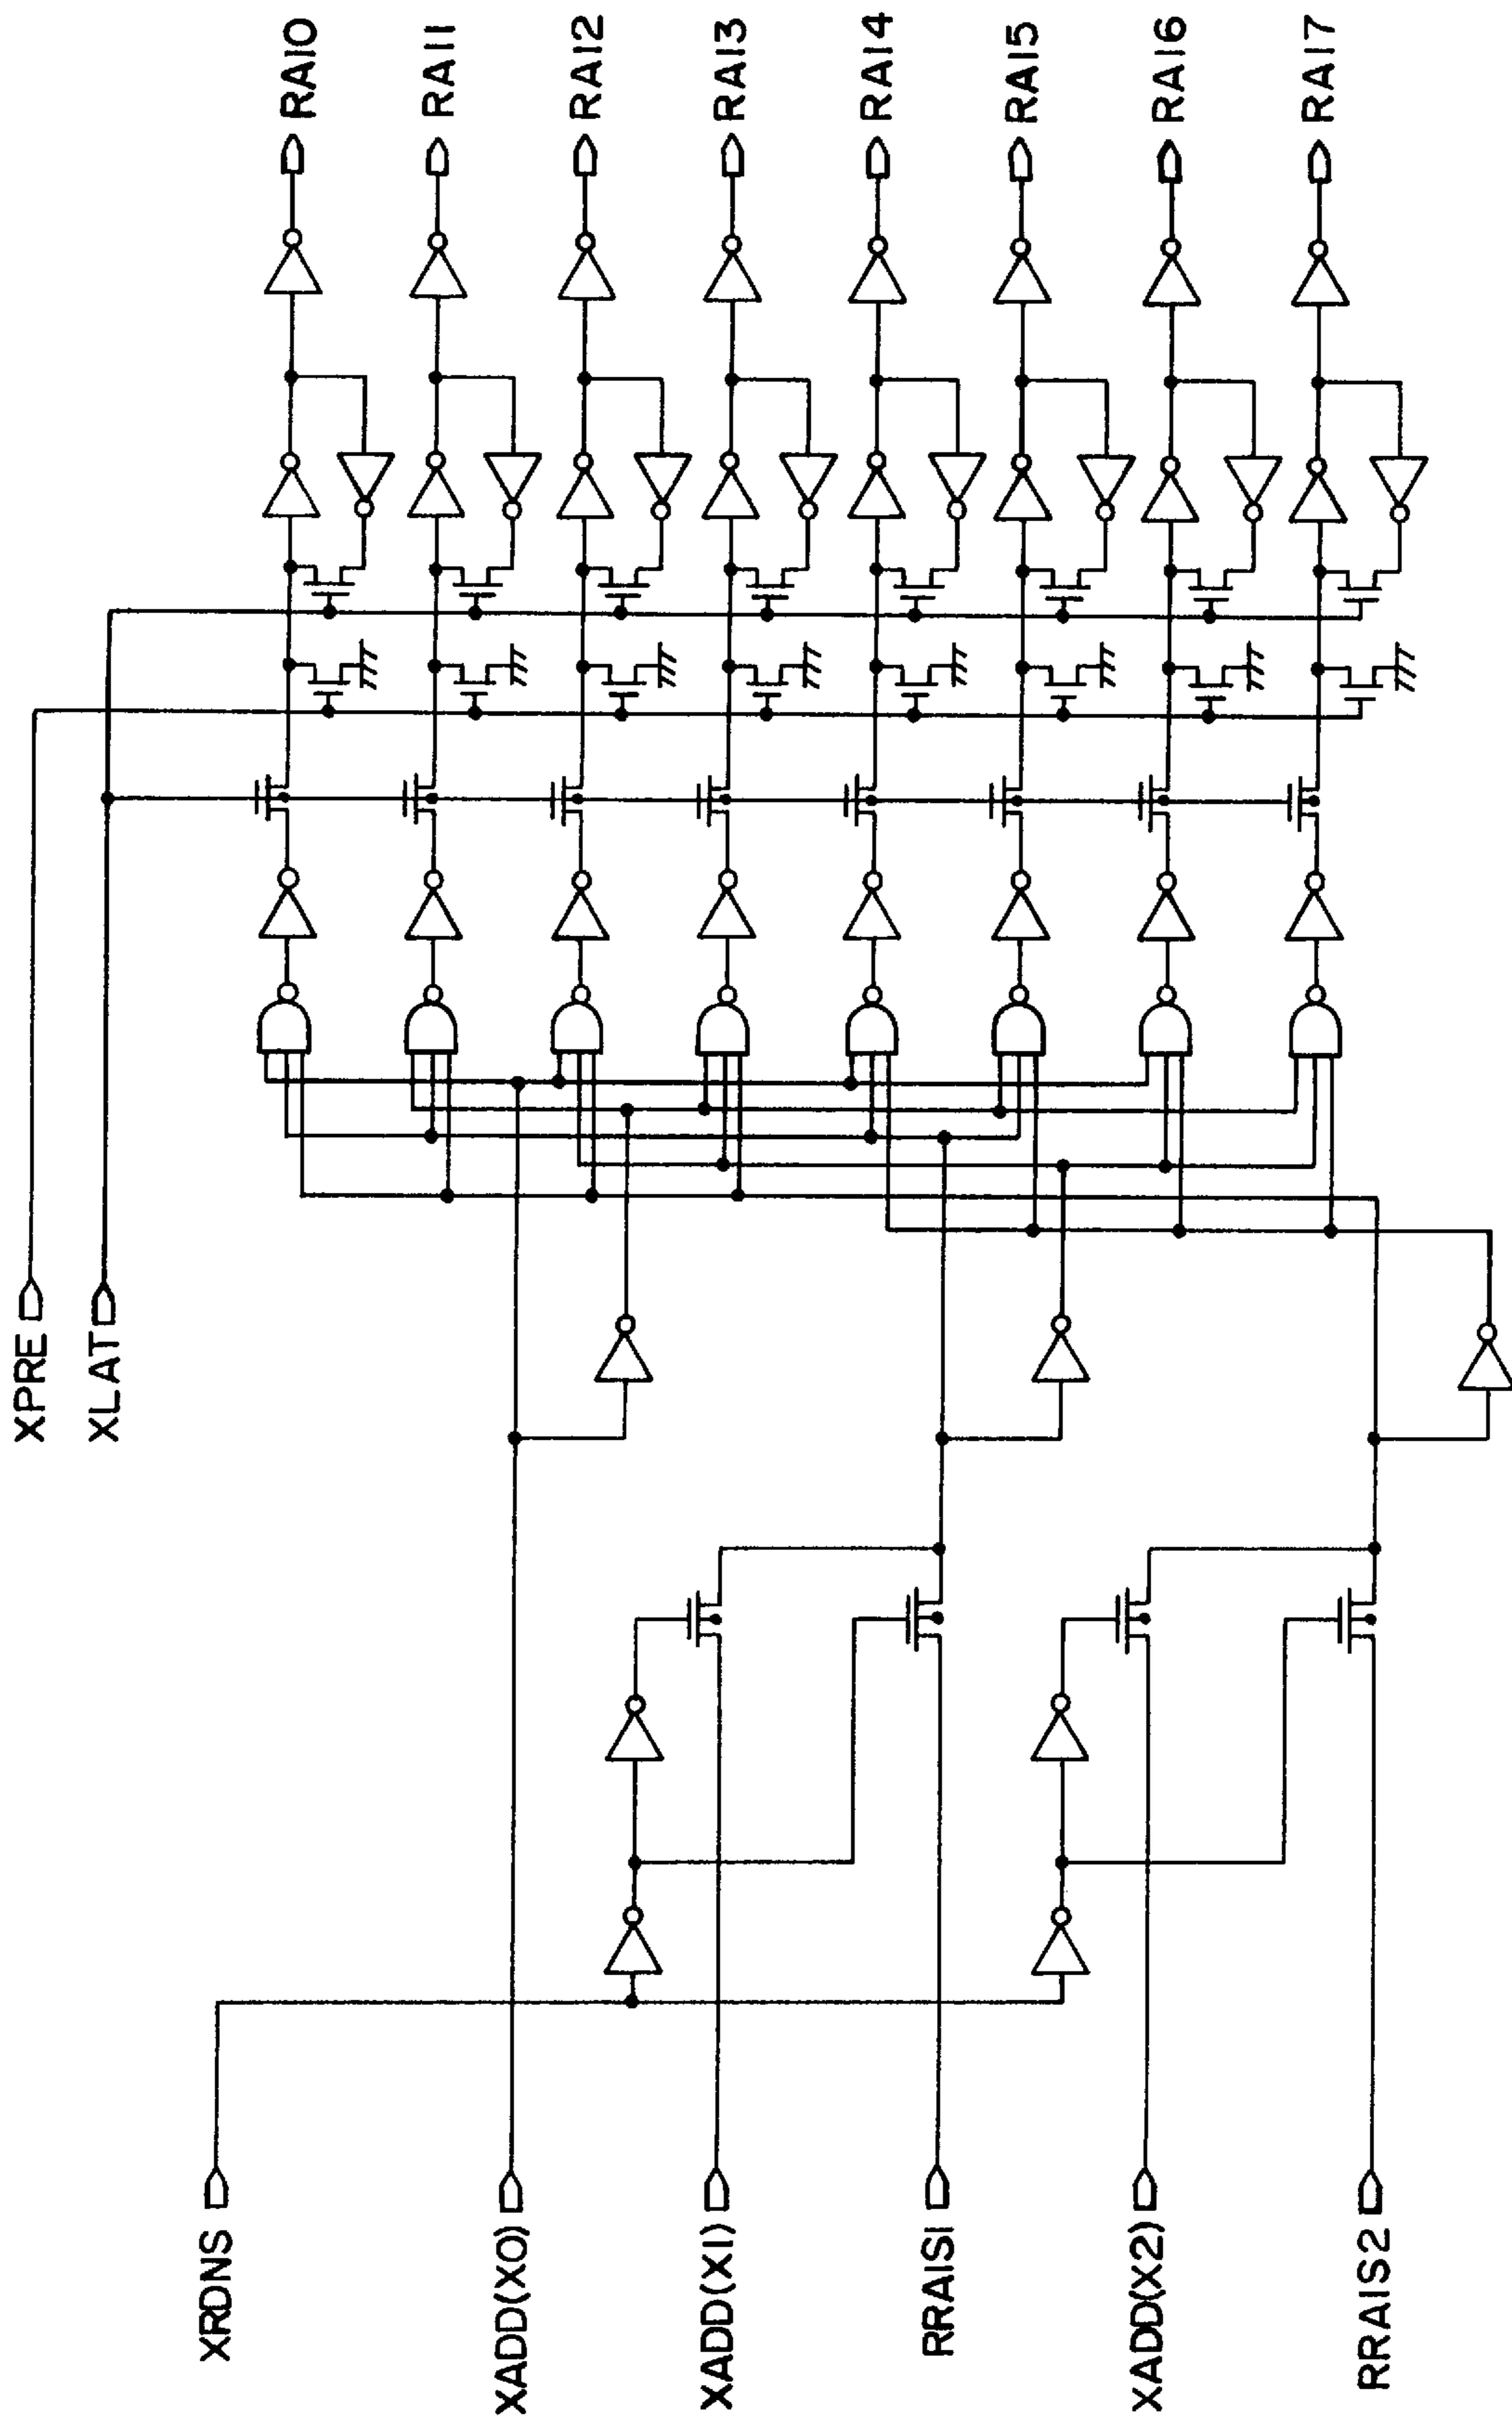 XPRE
XLAT
XRDNS
XADD(X0)
XADD(X1)
RRAIS1
XADD(X2)
RRAIS2
RAI0
RAI1
RAI2
RAI3
RAI4
RAI5
RAI6
RAI7